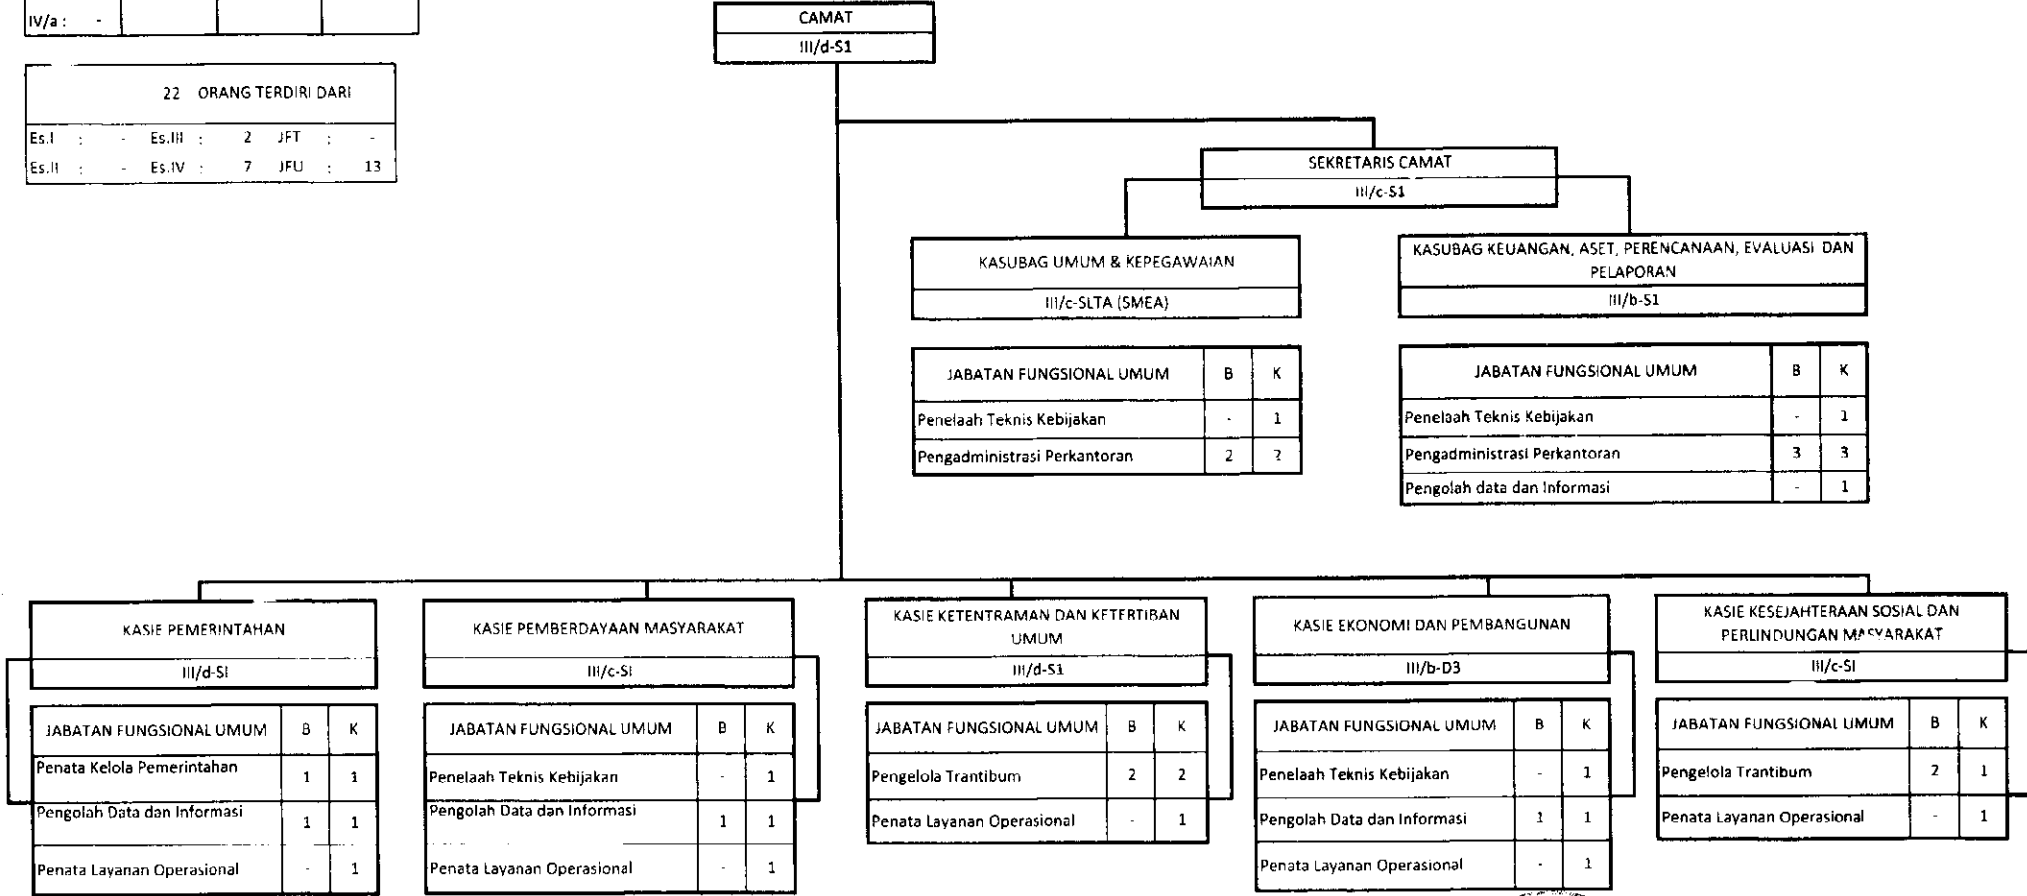 IV/a : -
22 ORANG TERDIRI DARI
Es.I : - Es.III : 2 JFT : -
Es.II : - Es.IV : 7 JFU : 13
CAMAT
III/d-S1
SEKRETARIS CAMAT
III/c-S1
KASUBAG UMUM & KEPEGAWAIAN
III/c-SLTA (SMEA)
JABATAN FUNGSIONAL UMUM B K
Penelaah Teknis Kebijakan - 1
Pengadministrasi Perkantoran 2 2
KASUBAG KEUANGAN, ASET, PERENCANAAN, EVALUASI DAN
PELAPORAN
III/b-S1
JABATAN FUNGSIONAL UMUM B K
Penelaah Teknis Kebijakan - 1
Pengadministrasi Perkantoran 3 3
Pengolah data dan Informasi - 1
KASIE PEMERINTAHAN
III/d-SI
JABATAN FUNGSIONAL UMUM B K
Penata Kelola Pemerintahan 1 1
Pengolah Data dan Informasi 1 1
Penata Layanan Operasional - 1
KASIE PEMBERDAYAAN MASYARAKAT
III/c-SI
JABATAN FUNGSIONAL UMUM B K
Penelaah Teknis Kebijakan - 1
Pengolah Data dan Informasi 1 1
Penata Layanan Operasional - 1
KASIE KETENTRAMAN DAN KETERTIBAN
UMUM
III/d-S1
JABATAN FUNGSIONAL UMUM B K
Pengelola Trantibum 2 2
Penata Layanan Operasional - 1
KASIE EKONOMI DAN PEMBANGUNAN
III/b-D3
JABATAN FUNGSIONAL UMUM B K
Penelaah Teknis Kebijakan - 1
Pengolah Data dan Informasi 1 1
Penata Layanan Operasional - 1
KASIE KESEJAHTERAAN SOSIAL DAN
PERLINDUNGAN MASYARAKAT
III/c-SI
JABATAN FUNGSIONAL UMUM B K
Pengelola Trantibum 2 1
Penata Layanan Operasional - 1